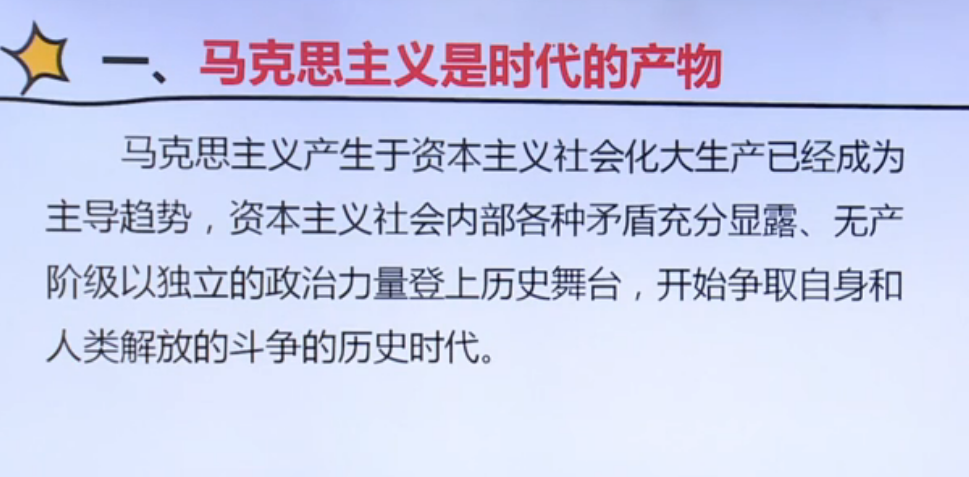 一、马克思主义是时代的产物
马克思主义产生于资本主义社会化大生产已经成为
主导趋势，资本主义社会内部各种矛盾充分显露、无产
阶级以独立的政治力量登上历史舞台，开始争取自身和
人类解放的斗争的历史时代。